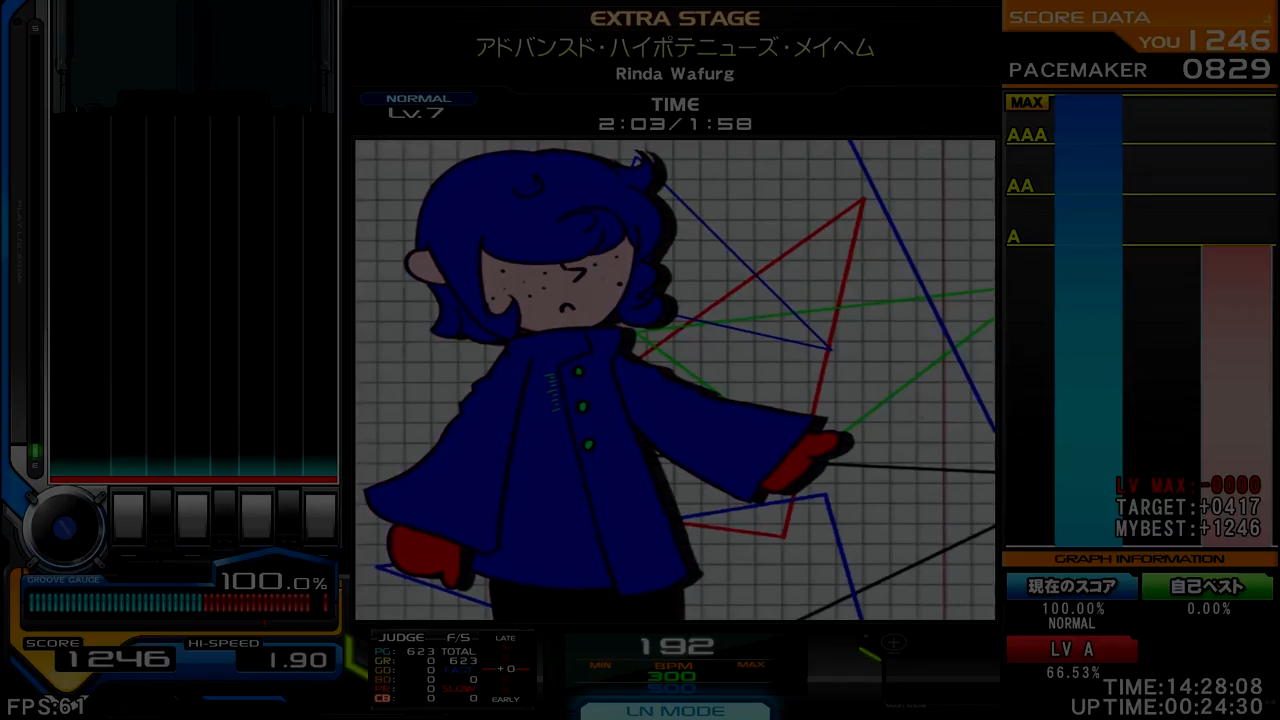 EXTRA STAGE
アドバンスド・ハイポテニューズ・メイヘム
Rinda Wafurg
NORMAL
Lv.7
TIME
2:03/1:58
SCORE DATA
YOU 1246
PACEMAKER 0829
MAX
AAA
AA
A
LV MAX:-0000
TARGET:+0417
MYBEST:+1246
GRAPH INFORMATION
現在のスコア 自己ベスト
100.00% 0.00%
NORMAL
LV A
66.53%
TIME:14:28:08
UPTIME:00:24:30
S
E
GROOVE GAUGE 100.0%
SCORE HI-SPEED
1246 1.90
FPS:61
JUDGE F/S LATE
PG: 623 TOTAL
GR: 0 623
GD: 0 FAST
BD: 0 0
PR: 0 SLOW
CB: 0 0
+0
EARLY
192
MIN BPM MAX
300
500
LN MODE